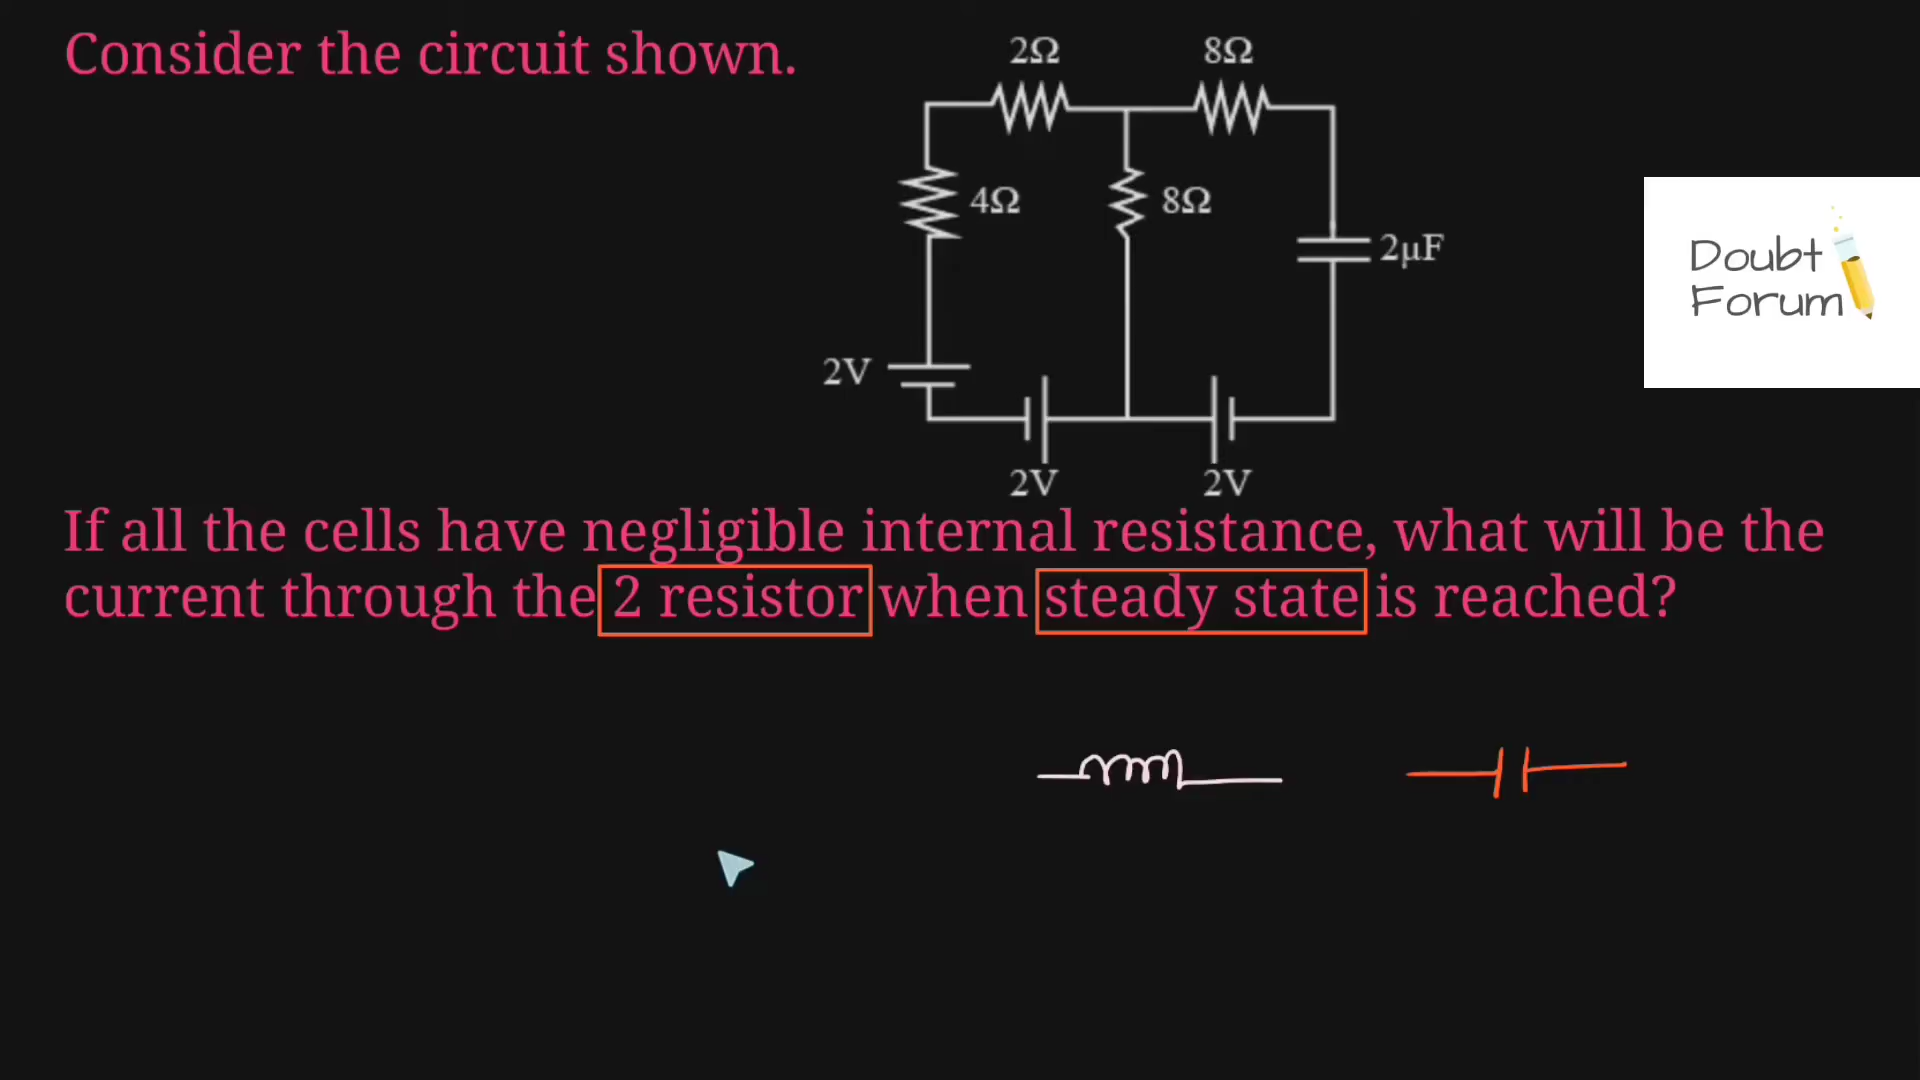 Consider the circuit shown.
2Ω
8Ω
4Ω
8Ω
2μF
Doubt
Forum
2V
2V
2V
If all the cells have negligible internal resistance, what will be the
current through the 2 resistor when steady state is reached?